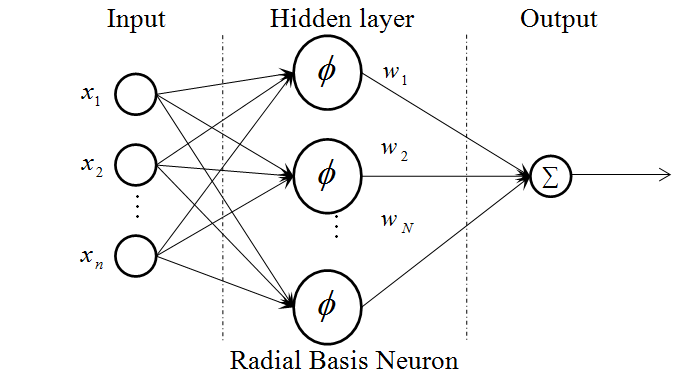 Input Hidden layer Output
x1 ϕ w1
x2 ϕ w2 Σ
⋮ ⋮ wN
xn ϕ
Radial Basis Neuron